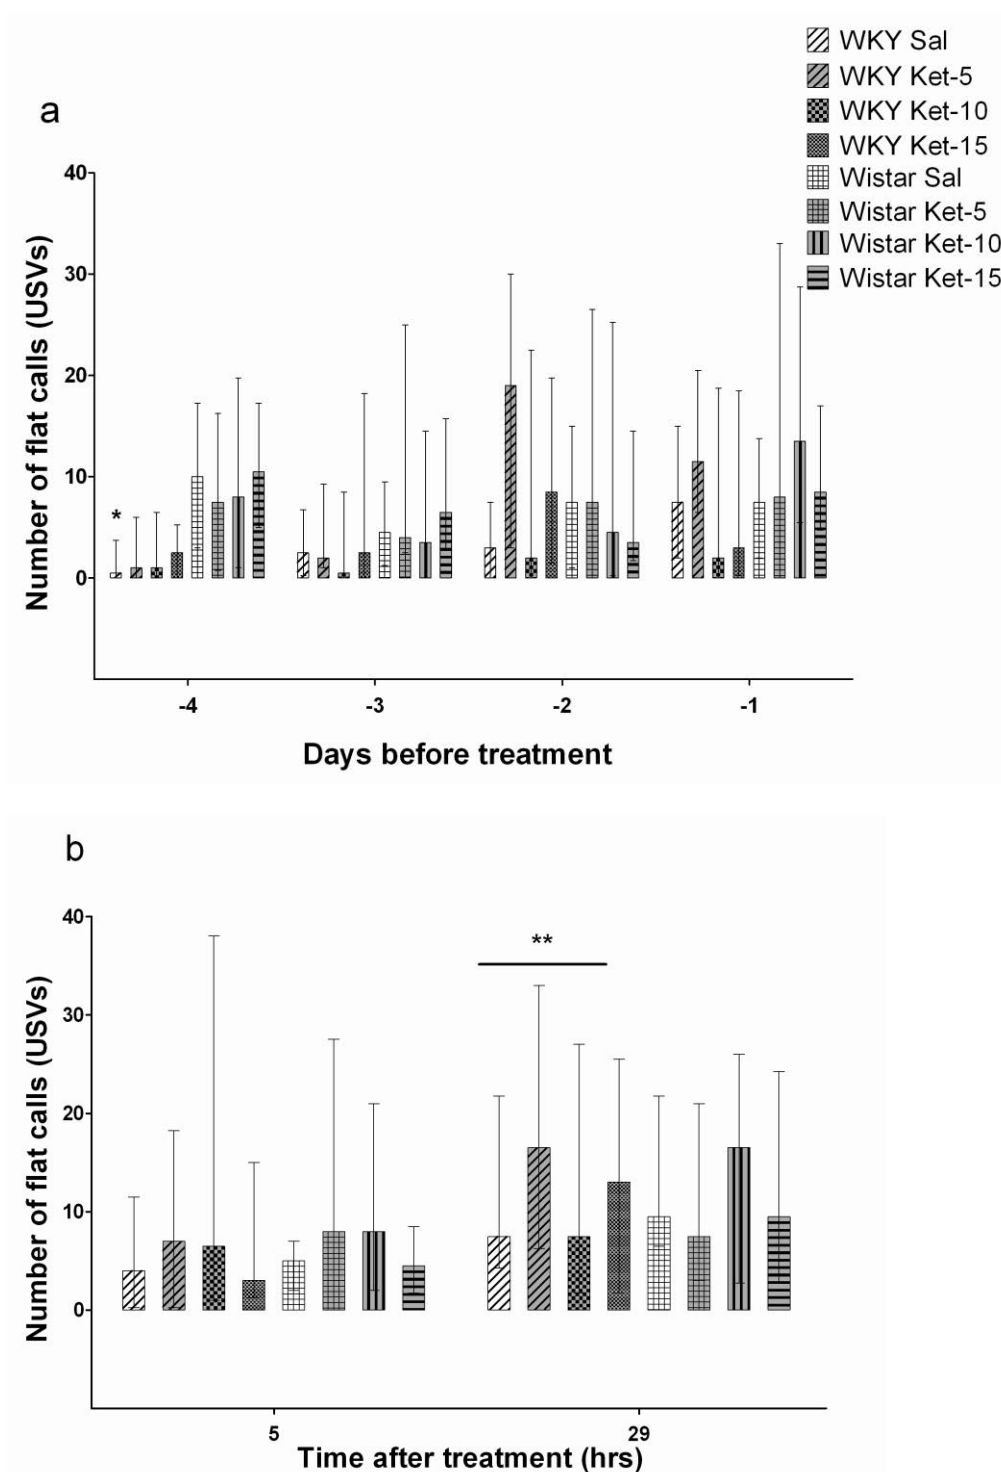 WKY Sal
WKY Ket-5
WKY Ket-10
WKY Ket-15
Wistar Sal
Wistar Ket-5
Wistar Ket-10
Wistar Ket-15
a
Number of flat calls (USVs)
40
30
20
10
0
*
-4 -3 -2 -1
Days before treatment
b
Number of flat calls (USVs)
40
30
20
10
0
**
5 29
Time after treatment (hrs)